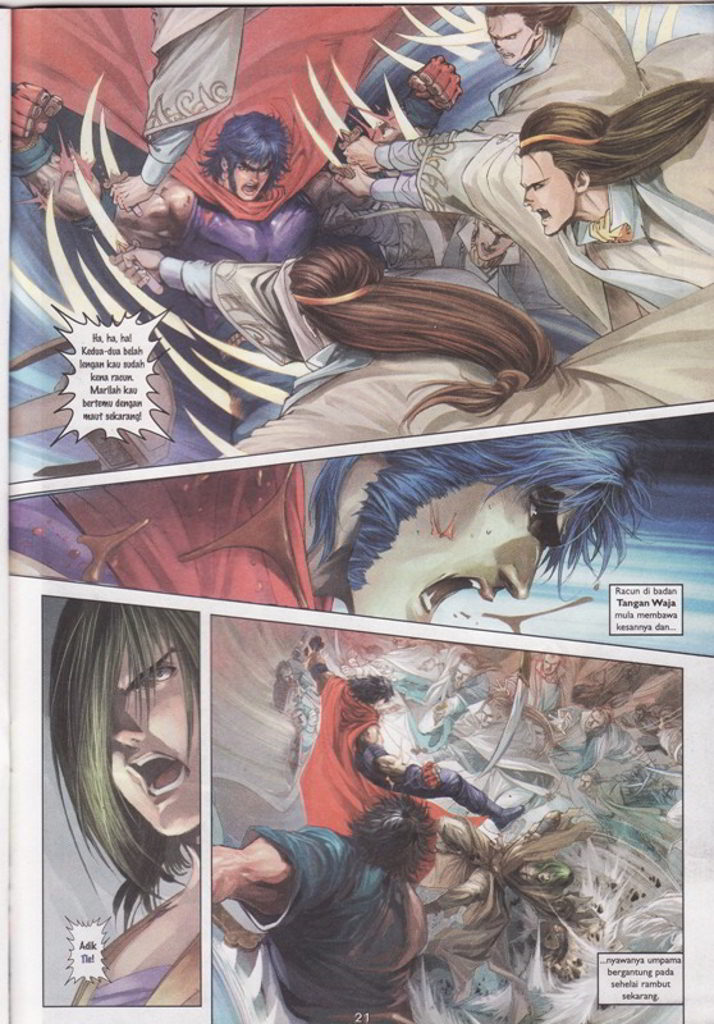 Ha, ha, ha!
Kedua-dua belah
lengan kau sudah
kena racun.
Marilah kau
bertemu dengan
maut sekarang!
Racun di badan
Tangan Waja
mula membawa
kesannya dan...
Adik
Tie!
...nyawanya umpama
bergantung pada
sehelai rambut
sekarang.
21